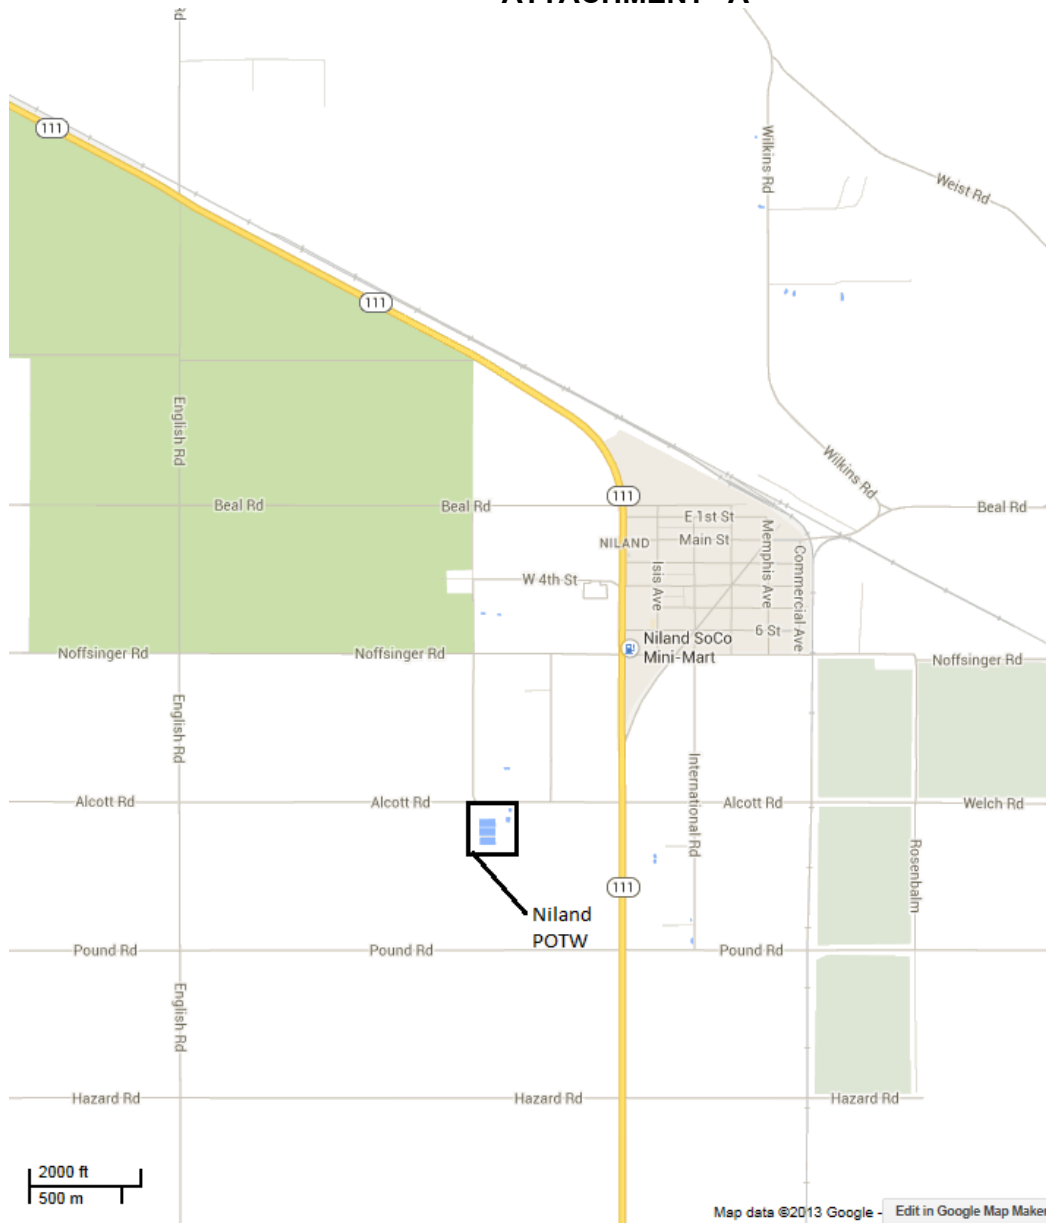 ATTACHMENT "A"
Rd
111
Wilkins Rd
Weist Rd
111
English Rd
Wilkins Rd
Beal Rd
Beal Rd
111
Beal Rd
E 1st St
Main St
NILAND
Memphis Ave
Commercial Ave
Isis Ave
W 4th St
6 St
Niland SoCo
Mini-Mart
Noffsinger Rd
Noffsinger Rd
Noffsinger Rd
English Rd
International Rd
Alcott Rd
Alcott Rd
Alcott Rd
Welch Rd
Rosenbalm
111
Niland
POTW
Pound Rd
Pound Rd
Pound Rd
English Rd
Hazard Rd
Hazard Rd
Hazard Rd
2000 ft
500 m
Map data ©2013 Google -
Edit in Google Map Maker